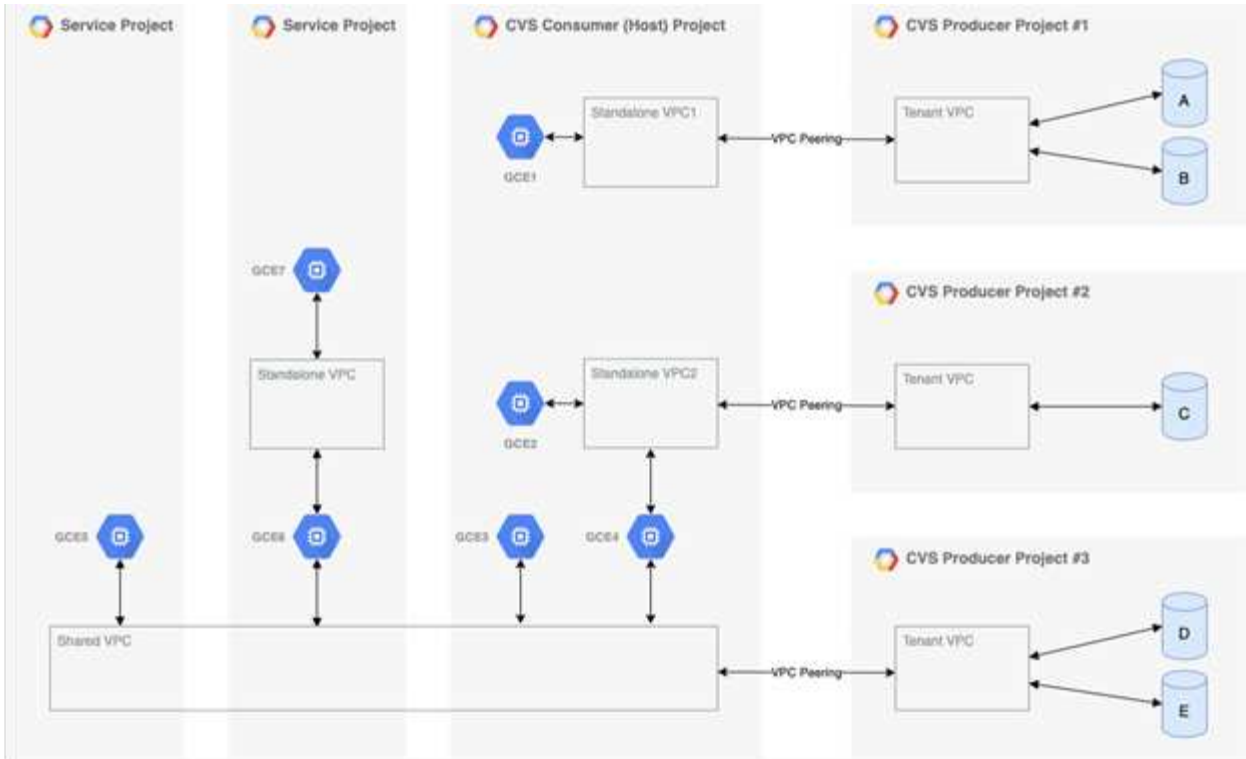 Service Project
Service Project
CVS Consumer (Host) Project
CVS Producer Project #1
Standalone VPC1
Tenant VPC
A
VPC Peering
GCE1
B
GCE7
CVS Producer Project #2
Standalone VPC
Standalone VPC2
Tenant VPC
VPC Peering
C
GCE2
GCE5
GCE6
GCE3
GCE4
CVS Producer Project #3
Shared VPC
Tenant VPC
D
VPC Peering
E